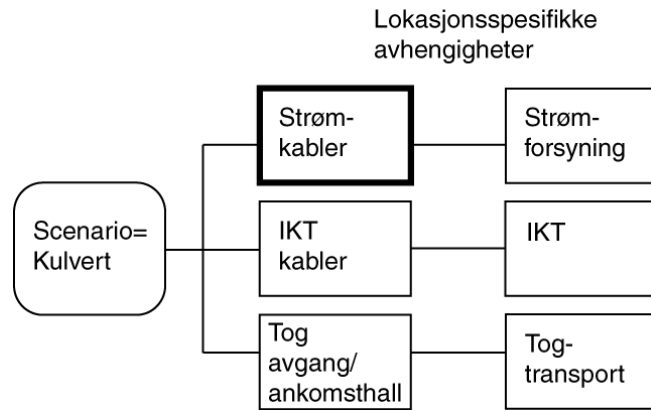 Lokasjonsspesifikke
avhengigheter
Strøm-
kabler
Strøm-
forsyning
Scenario=
Kulvert
IKT
kabler
IKT
Tog
avgang/
ankomsthall
Tog-
transport